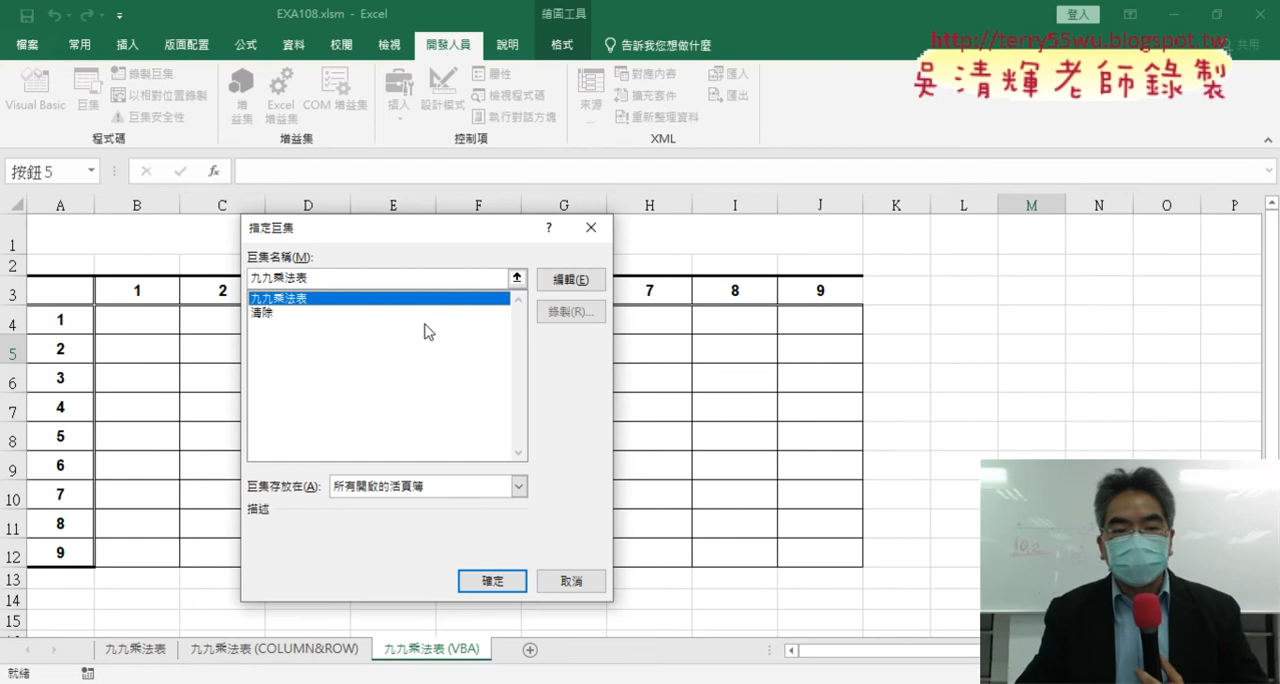 EXA108.xlsm - Excel
繪圖工具
登入
檔案 常用 插入 版面配置 公式 資料 校閱 檢視 開發人員 說明 格式 告訴我您想做什麼 共用
http://terry55wu.blogspot.tw
吳清輝老師錄製
Visual Basic
巨集
錄製巨集
以相對位置錄製
巨集安全性
程式碼
增益集
Excel 增益集
COM 增益集
增益集
插入
設計模式
屬性
檢視程式碼
執行對話方塊
控制項
來源
對應內容
擴充套件
重新整理資料
匯入
匯出
XML
按鈕 5
fx
A B C D E F G H I J K L M N O P
1
2
3 1 2 7 8 9
4 1
5 2
6 3
7 4
8 5
9 6
10 7
11 8
12 9
13
14
15
指定巨集 ?
巨集名稱(M):
九九乘法表
編輯(E)
九九乘法表
清除
錄製(R)...
巨集存放在(A): 所有開啟的活頁簿
描述
確定 取消
九九乘法表 九九乘法表 (COLUMN&ROW) 九九乘法表 (VBA)
就緒